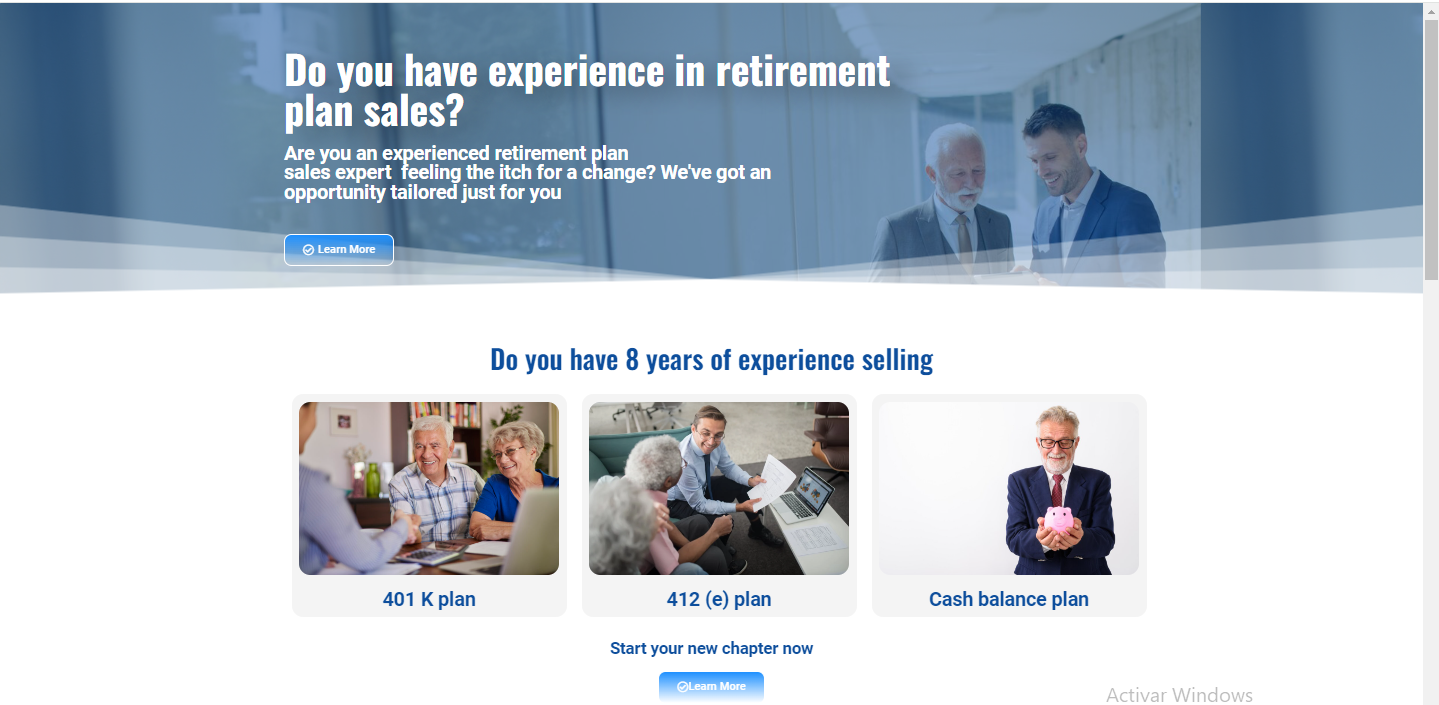 Do you have experience in retirement
plan sales?
Are you an experienced retirement plan
sales expert  feeling the itch for a change? We've got an
opportunity tailored just for you
Learn More
Do you have 8 years of experience selling
401 K plan
412 (e) plan
Cash balance plan
Start your new chapter now
Learn More
Activar Windows